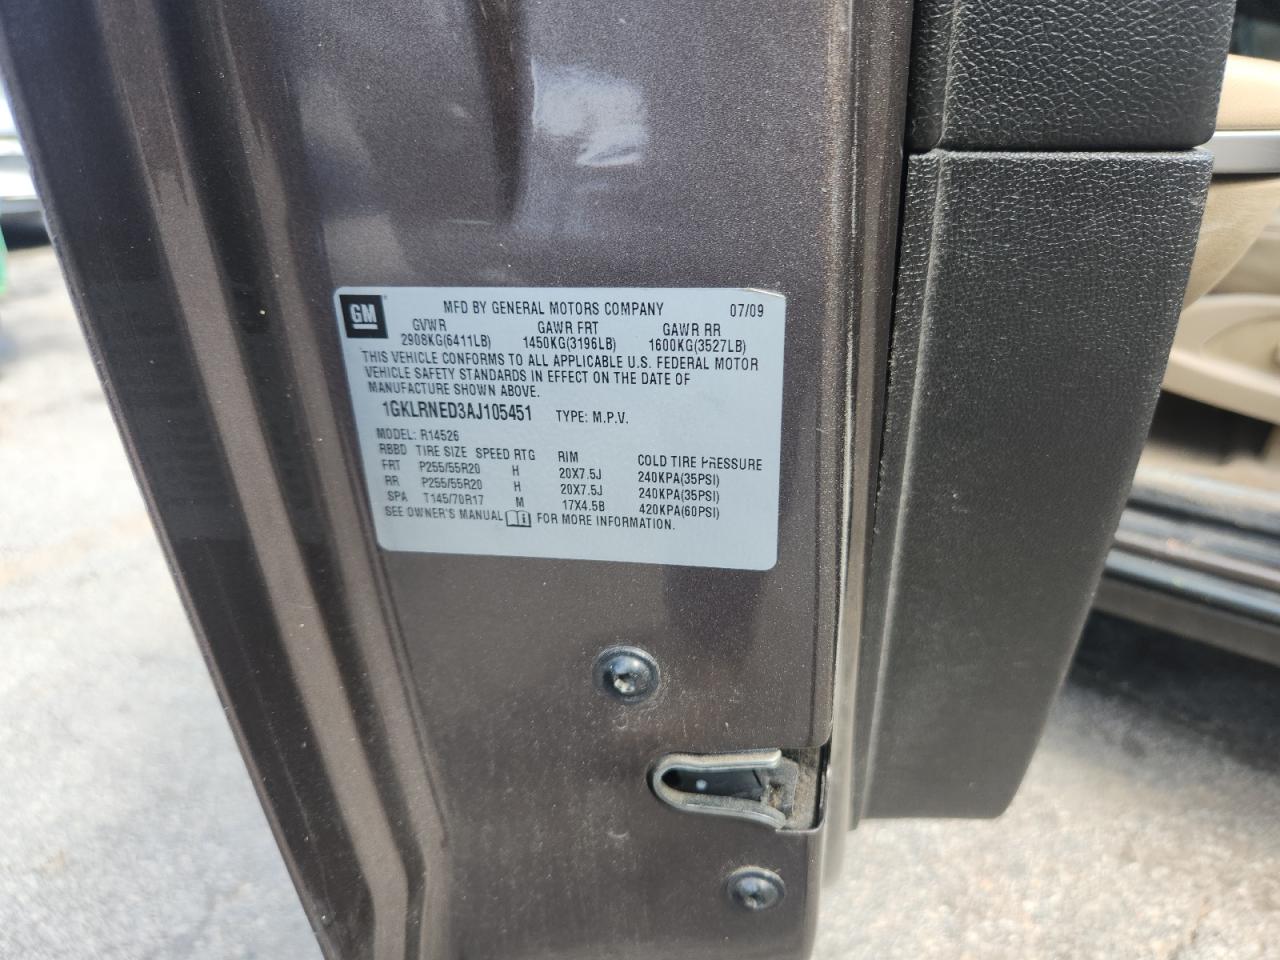 GM MFD BY GENERAL MOTORS COMPANY 07/09
GVWR GAWR FRT GAWR RR
2908KG(6411LB) 1450KG(3196LB) 1600KG(3527LB)
THIS VEHICLE CONFORMS TO ALL APPLICABLE U.S. FEDERAL MOTOR
VEHICLE SAFETY STANDARDS IN EFFECT ON THE DATE OF
MANUFACTURE SHOWN ABOVE.
1GKLRNED3AJ105451 TYPE: M.P.V.
MODEL: R14526
RBBD TIRE SIZE SPEED RTG RIM COLD TIRE PRESSURE
FRT P255/55R20 H 20X7.5J 240KPA(35PSI)
RR P255/55R20 H 20X7.5J 240KPA(35PSI)
SPA T145/70R17 M 17X4.5B 420KPA(60PSI)
SEE OWNER'S MANUAL FOR MORE INFORMATION.